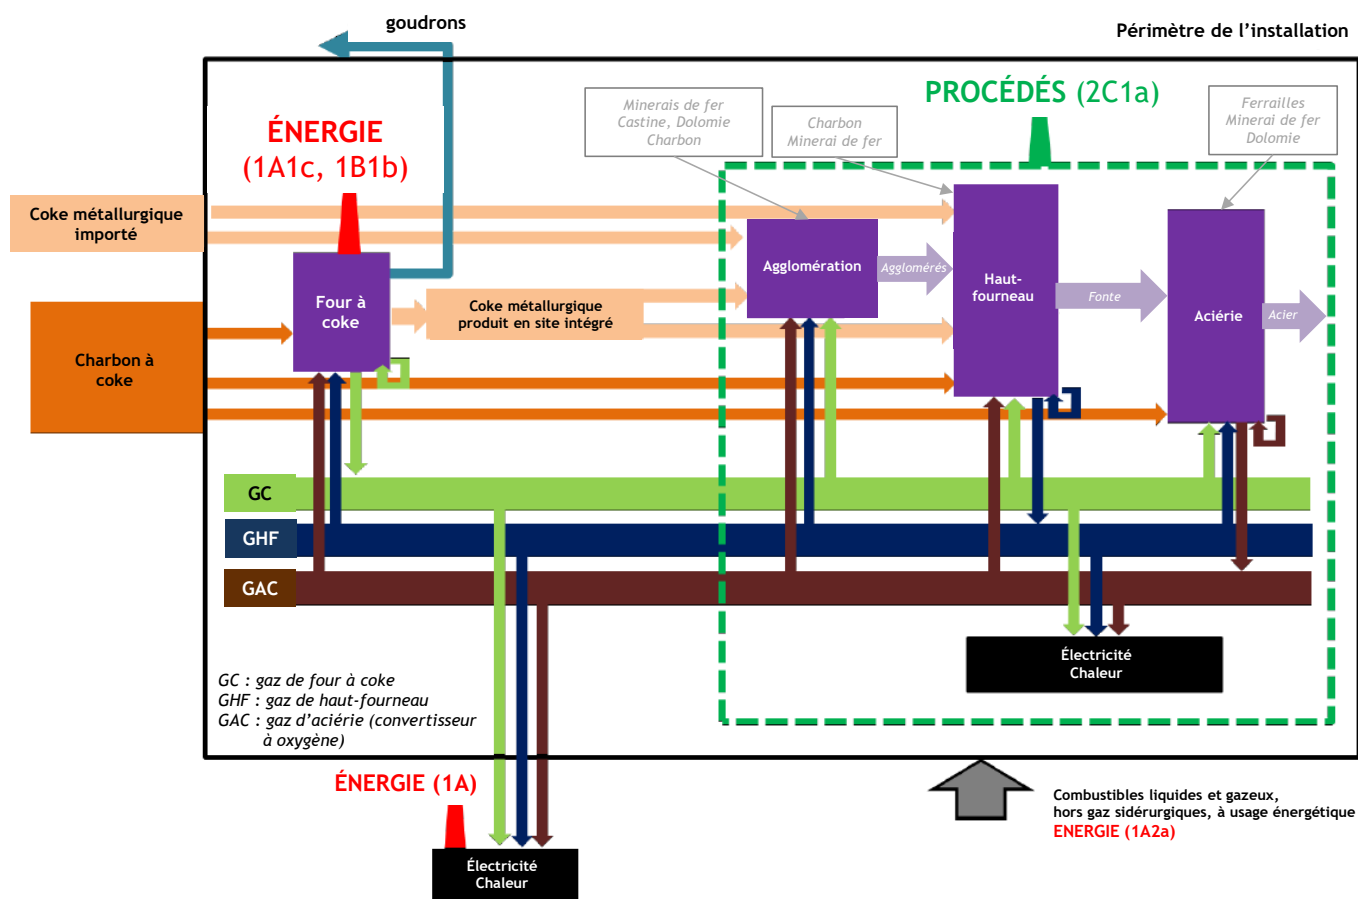 goudrons
Périmètre de l'installation
ÉNERGIE
(1A1c, 1B1b)
Minerais de fer
Castine, Dolomie
Charbon
Charbon
Minerai de fer
PROCÉDÉS (2C1a)
Ferrailles
Minerai de fer
Dolomie
Coke métallurgique
importé
Four à
coke
Coke métallurgique
produit en site intégré
Agglomération
Agglomérés
Haut-
fourneau
Fonte
Aciérie
Acier
Charbon à
coke
GC
GHF
GAC
Électricité
Chaleur
GC : gaz de four à coke
GHF : gaz de haut-fourneau
GAC : gaz d'aciérie (convertisseur
à oxygène)
ÉNERGIE (1A)
Électricité
Chaleur
Combustibles liquides et gazeux,
hors gaz sidérurgiques, à usage énergétique
ENERGIE (1A2a)